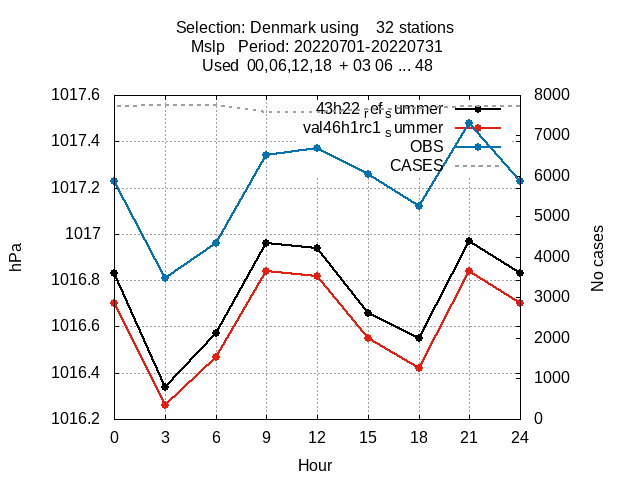 Selection: Denmark using    32 stations
Mslp   Period: 20220701-20220731
Used  00,06,12,18  + 03 06 ... 48
1017.6
1017.4
1017.2
1017
1016.8
1016.6
1016.4
1016.2
hPa
8000
7000
6000
5000
4000
3000
2000
1000
0
No cases
43h22 ref summer
val46h1rc1 summer
OBS
CASES
0 3 6 9 12 15 18 21 24
Hour